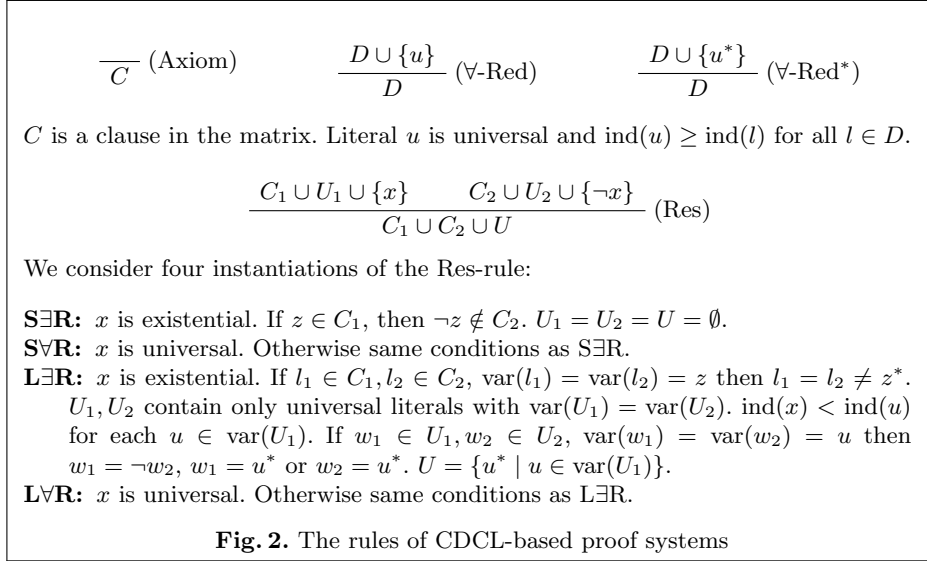 C (Axiom) D ∪ {u} D (∀-Red) D ∪ {u*} D (∀-Red*)
C is a clause in the matrix. Literal u is universal and ind(u) ≥ ind(l) for all l ∈ D.
C₁ ∪ U₁ ∪ {x} C₂ ∪ U₂ ∪ {¬x}
C₁ ∪ C₂ ∪ U (Res)
We consider four instantiations of the Res-rule:
S∃R: x is existential. If z ∈ C₁, then ¬z ∉ C₂. U₁ = U₂ = U = ∅.
S∀R: x is universal. Otherwise same conditions as S∃R.
L∃R: x is existential. If l₁ ∈ C₁, l₂ ∈ C₂, var(l₁) = var(l₂) = z then l₁ = l₂ ≠ z*.
U₁, U₂ contain only universal literals with var(U₁) = var(U₂). ind(x) < ind(u)
for each u ∈ var(U₁). If w₁ ∈ U₁, w₂ ∈ U₂, var(w₁) = var(w₂) = u then
w₁ = ¬w₂, w₁ = u* or w₂ = u*. U = {u* | u ∈ var(U₁)}.
L∀R: x is universal. Otherwise same conditions as L∃R.
Fig. 2. The rules of CDCL-based proof systems